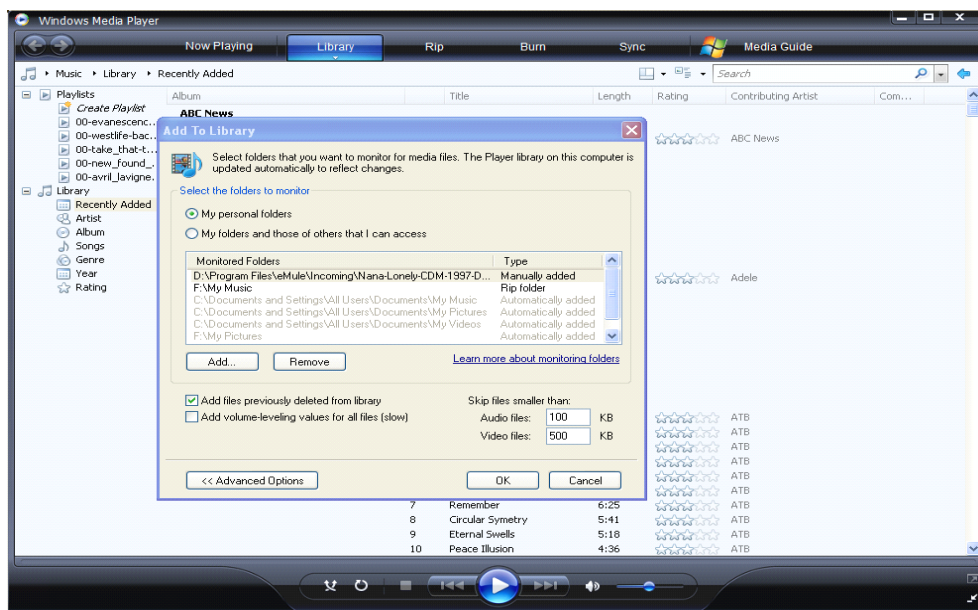 Windows Media Player
Now Playing Library Rip Burn Sync Media Guide
Music Library Recently Added Search
Playlists
Create Playlist
00-evanescenc...
00-westlife-bac...
00-take_that-t...
00-new_found_...
00-avril_lavigne.
Library
Recently Added
Artist
Album
Songs
Genre
Year
Rating
Album Title Length Rating Contributing Artist Com...
ABC News
ABC News
Adele
Add To Library
Select folders that you want to monitor for media files. The Player library on this computer is
updated automatically to reflect changes.
Select the folders to monitor
My personal folders
My folders and those of others that I can access
Monitored Folders Type
D:\Program Files\eMule\Incoming\Nana-Lonely-CDM-1997-D... Manually added
F:\My Music Rip folder
C:\Documents and Settings\All Users\Documents\My Music Automatically added
C:\Documents and Settings\All Users\Documents\My Pictures Automatically added
C:\Documents and Settings\All Users\Documents\My Videos Automatically added
F:\My Pictures Automatically added
Add... Remove Learn more about monitoring folders
Add files previously deleted from library
Add volume-leveling values for all files (slow)
Skip files smaller than:
Audio files: 100 KB
Video files: 500 KB
<< Advanced Options OK Cancel
ATB
ATB
ATB
ATB
ATB
ATB
7 Remember 6:25 ATB
8 Circular Symetry 5:41 ATB
9 Eternal Swells 5:18 ATB
10 Peace Illusion 4:36 ATB